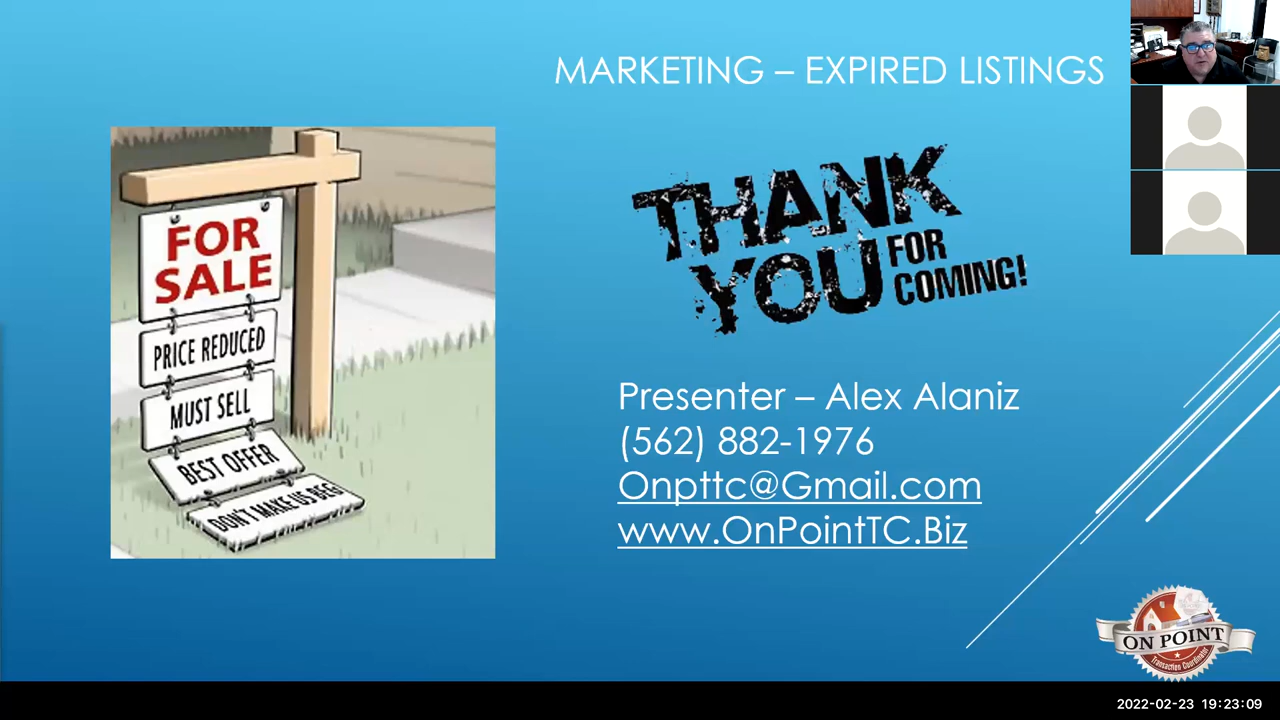 MARKETING – EXPIRED LISTINGS
FOR
SALE
PRICE REDUCED
MUST SELL
BEST OFFER
DON'T MAKE US BEG
THANK
YOU
FOR
COMING!
Presenter – Alex Alaniz
(562) 882-1976
Onpttc@Gmail.com
www.OnPointTC.Biz
ON POINT
Transaction Coordinator
2022-02-23 19:23:09